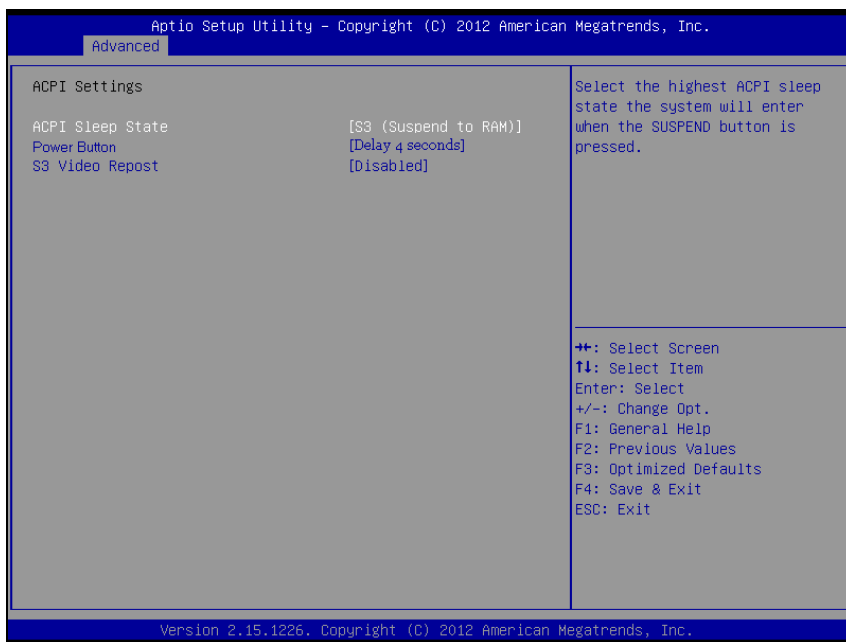 Aptio Setup Utility – Copyright (C) 2012 American Megatrends, Inc.
Advanced
ACPI Settings
ACPI Sleep State [S3 (Suspend to RAM)]
Power Button [Delay 4 seconds]
S3 Video Repost [Disabled]
Select the highest ACPI sleep
state the system will enter
when the SUSPEND button is
pressed.
→←: Select Screen
↑↓: Select Item
Enter: Select
+/-: Change Opt.
F1: General Help
F2: Previous Values
F3: Optimized Defaults
F4: Save & Exit
ESC: Exit
Version 2.15.1226. Copyright (C) 2012 American Megatrends, Inc.